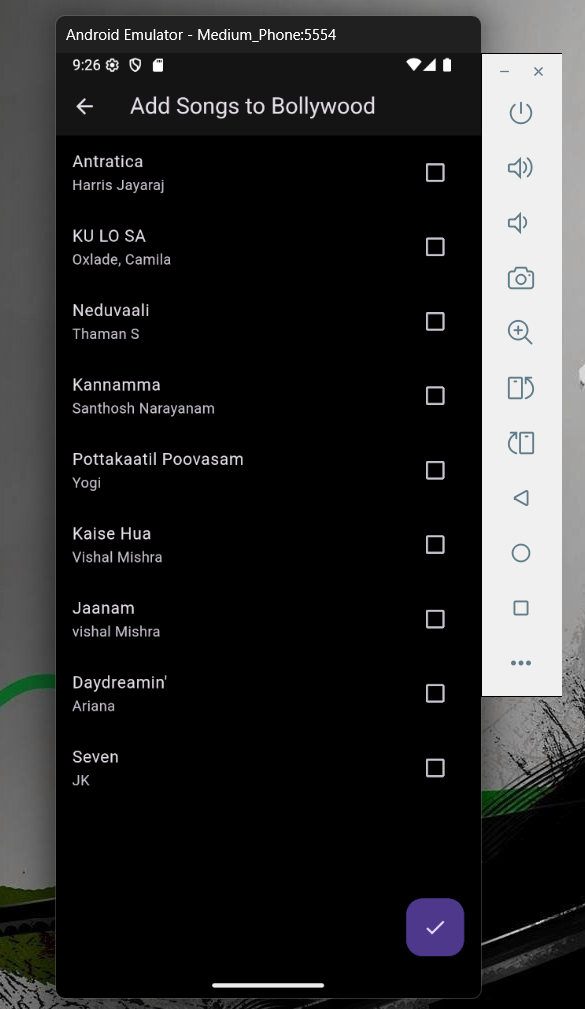 Android Emulator - Medium_Phone:5554
9:26
Add Songs to Bollywood
Antratica
Harris Jayaraj
KU LO SA
Oxlade, Camila
Neduvaali
Thaman S
Kannamma
Santhosh Narayanam
Pottakaatil Poovasam
Yogi
Kaise Hua
Vishal Mishra
Jaanam
vishal Mishra
Daydreamin'
Ariana
Seven
JK